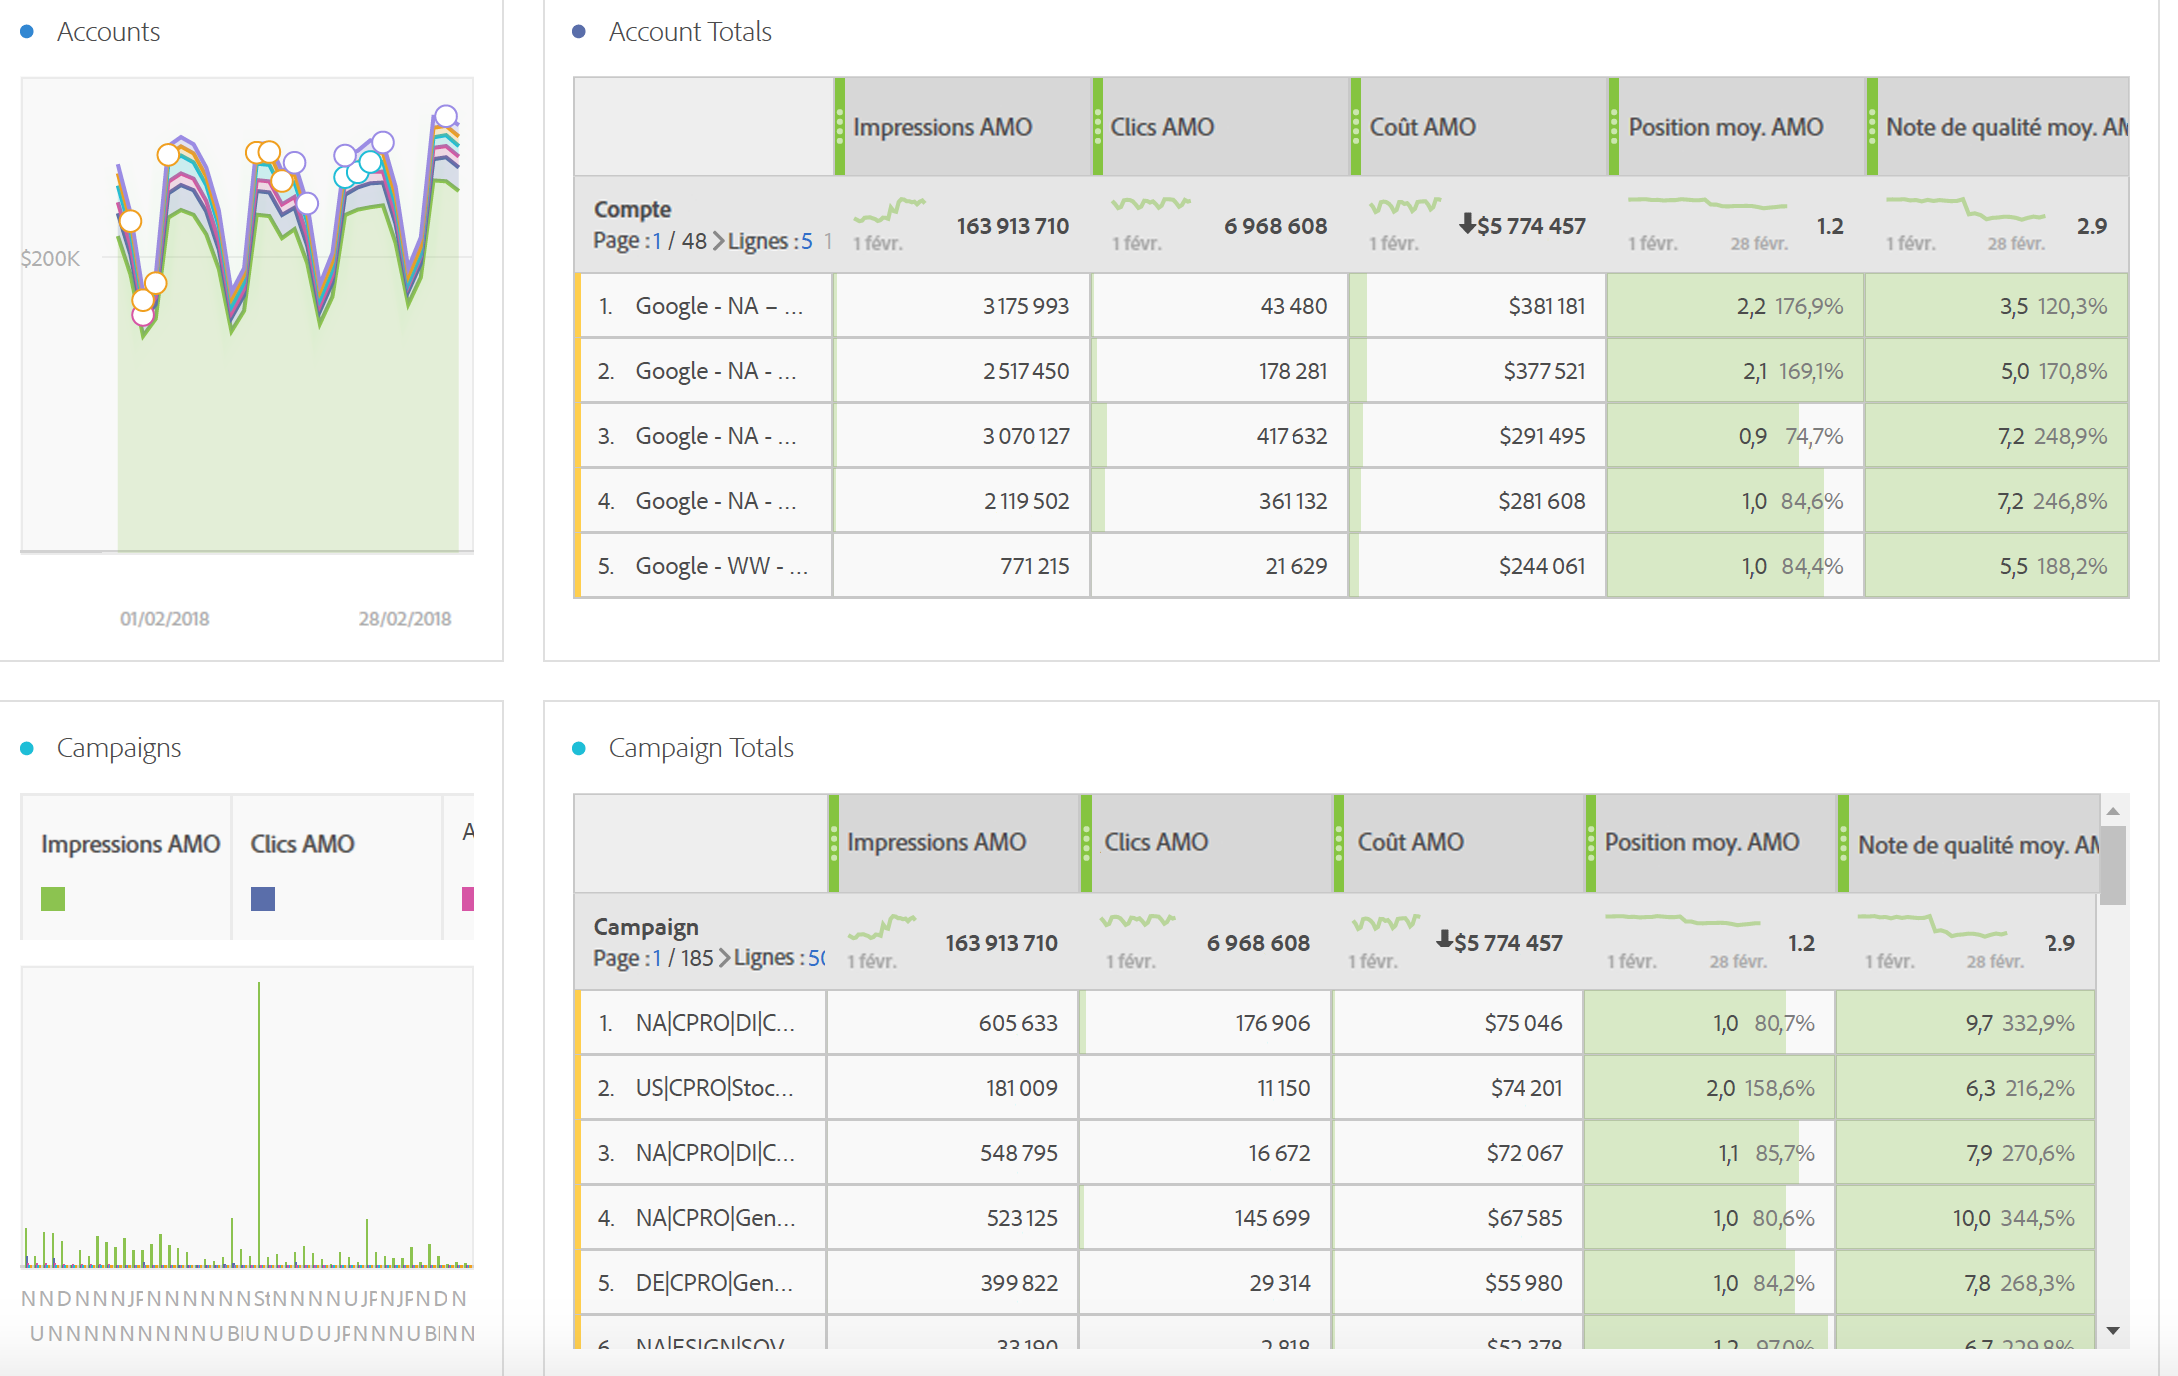 Accounts
$200K
01/02/2018 28/02/2018
Account Totals
Impressions AMO Clics AMO Coût AMO Position moy. AMO Note de qualité moy. AM
Compte
Page : 1 / 48 > Lignes : 5 1
1 févr. 163 913 710 1 févr. 6 968 608 1 févr. $5 774 457 1 févr. 28 févr. 1.2 1 févr. 28 févr. 2.9
1. Google - NA – ... 3 175 993 43 480 $381 181 2,2 176,9% 3,5 120,3%
2. Google - NA - ... 2 517 450 178 281 $377 521 2,1 169,1% 5,0 170,8%
3. Google - NA - ... 3 070 127 417 632 $291 495 0,9 74,7% 7,2 248,9%
4. Google - NA - ... 2 119 502 361 132 $281 608 1,0 84,6% 7,2 246,8%
5. Google - WW - ... 771 215 21 629 $244 061 1,0 84,4% 5,5 188,2%
Campaigns
Impressions AMO Clics AMO A
NNDNNNJFNNNNNNStNNNNUJFNJFNDN
UNNNNNNNNNUBIUNUDUJFNNNUBINN
Campaign Totals
Impressions AMO Clics AMO Coût AMO Position moy. AMO Note de qualité moy. AM
Campaign
Page : 1 / 185 > Lignes : 50
1 févr. 163 913 710 1 févr. 6 968 608 1 févr. $5 774 457 1 févr. 28 févr. 1.2 1 févr. 28 févr. 2.9
1. NA|CPRO|DI|C... 605 633 176 906 $75 046 1,0 80,7% 9,7 332,9%
2. US|CPRO|Stoc... 181 009 11 150 $74 201 2,0 158,6% 6,3 216,2%
3. NA|CPRO|DI|C... 548 795 16 672 $72 067 1,1 85,7% 7,9 270,6%
4. NA|CPRO|Gen... 523 125 145 699 $67 585 1,0 80,6% 10,0 344,5%
5. DE|CPRO|Gen... 399 822 29 314 $55 980 1,0 84,2% 7,8 268,3%
6. NA|ESIGN|SOV 33 190 2 818 $52 378 1,2 97,0% 6,7 229,8%